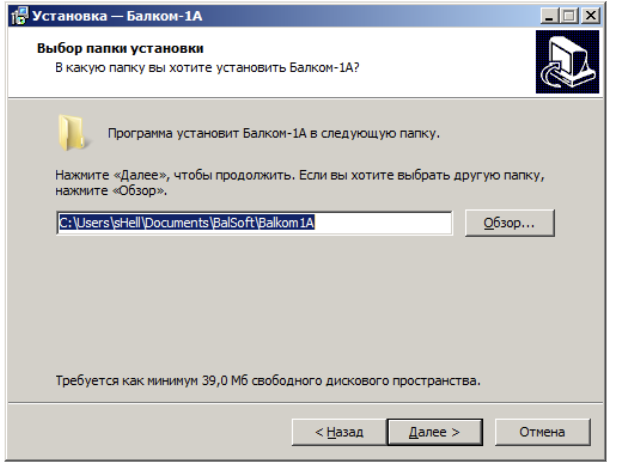 Установка — Балком-1А
Выбор папки установки
В какую папку вы хотите установить Балком-1А?
Программа установит Балком-1А в следующую папку.
Нажмите «Далее», чтобы продолжить. Если вы хотите выбрать другую папку,
нажмите «Обзор».
C:\Users\sHell\Documents\BalSoft\Balkom1A
Обзор...
Требуется как минимум 39,0 Мб свободного дискового пространства.
< Назад
Далее >
Отмена